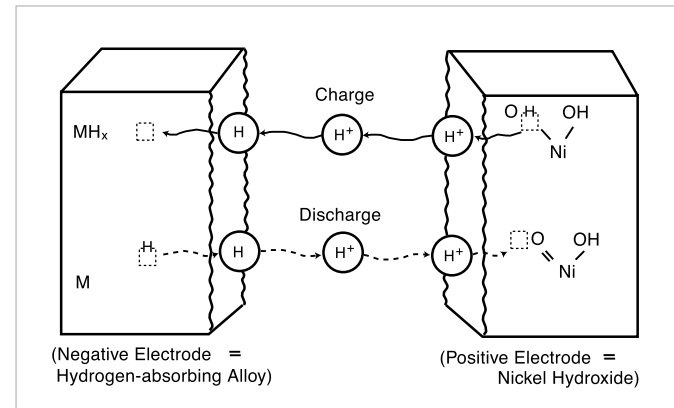 Charge
MHₓ
H
H⁺
H⁺
O H
OH
Ni
Discharge
H
H
H⁺
H⁺
O
OH
Ni
M
(Negative Electrode =
Hydrogen-absorbing Alloy)
(Positive Electrode =
Nickel Hydroxide)